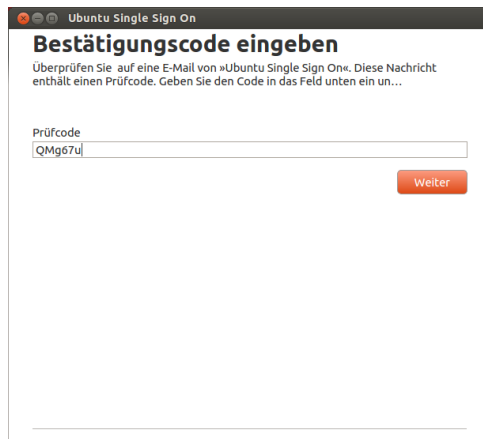 Ubuntu Single Sign On
Bestätigungscode eingeben
Überprüfen Sie  auf eine E-Mail von »Ubuntu Single Sign On«. Diese Nachricht
enthält einen Prüfcode. Geben Sie den Code in das Feld unten ein un…
Prüfcode
QMg67u
Weiter